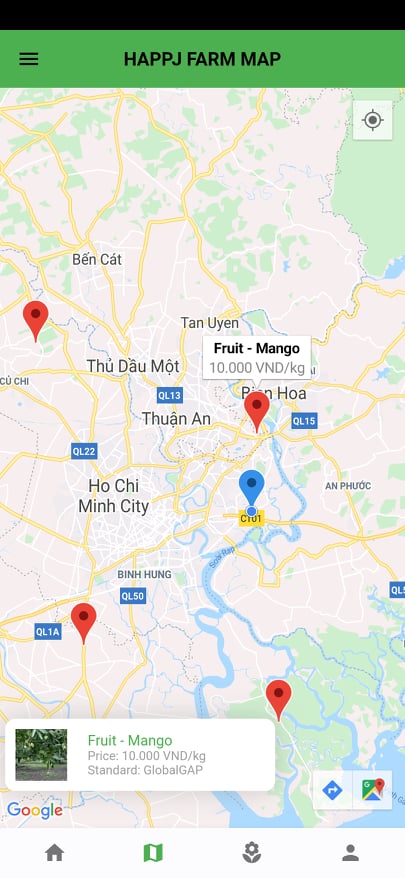 HAPPJ FARM MAP
Bến Cát
Tan Uyen
Fruit - Mango
10.000 VND/kg
Thủ Dầu Một
CỦ CHI
QL13
Bien Hoa
Thuận An
QL15
QL22
Ho Chi
Minh City
AN PHƯỚC
CT01
BINH HUNG
QL50
QL1A
Fruit - Mango
Price: 10.000 VND/kg
Standard: GlobalGAP
Google